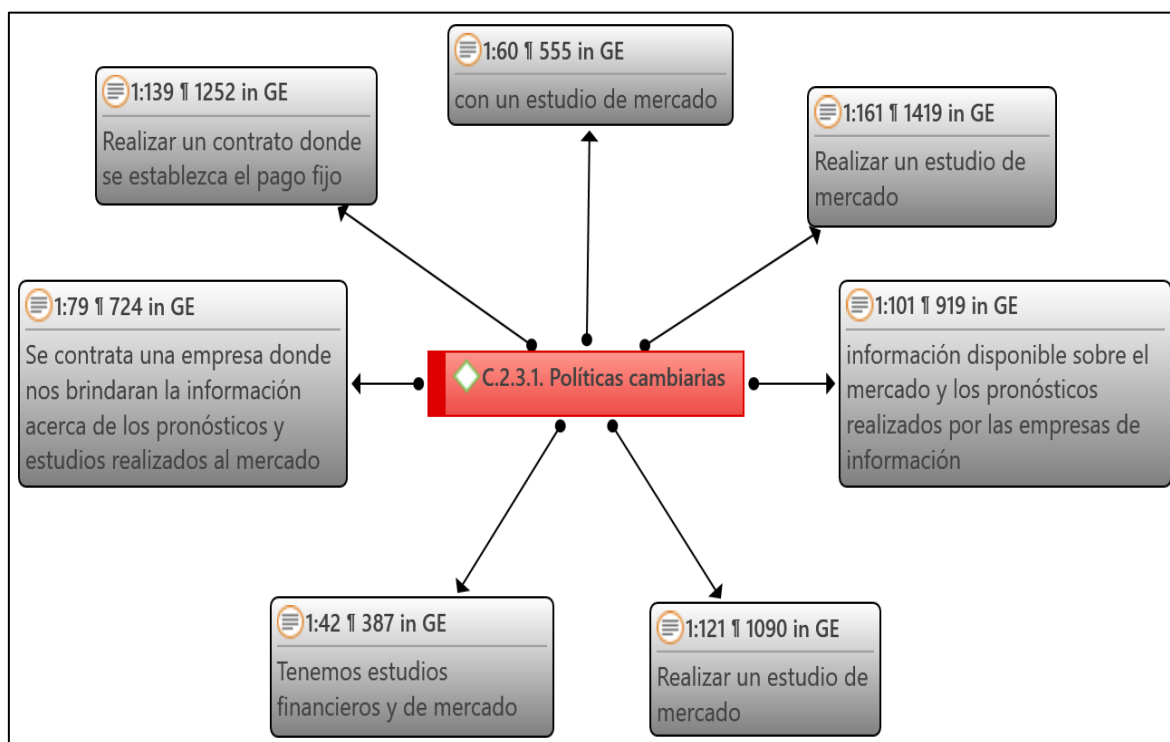 1:60 ¶ 555 in GE
con un estudio de mercado
1:139 ¶ 1252 in GE
Realizar un contrato donde
se establezca el pago fijo
1:161 ¶ 1419 in GE
Realizar un estudio de
mercado
1:79 ¶ 724 in GE
Se contrata una empresa donde
nos brindaran la información
acerca de los pronósticos y
estudios realizados al mercado
C.2.3.1. Políticas cambiarias
1:101 ¶ 919 in GE
información disponible sobre el
mercado y los pronósticos
realizados por las empresas de
información
1:42 ¶ 387 in GE
Tenemos estudios
financieros y de mercado
1:121 ¶ 1090 in GE
Realizar un estudio de
mercado